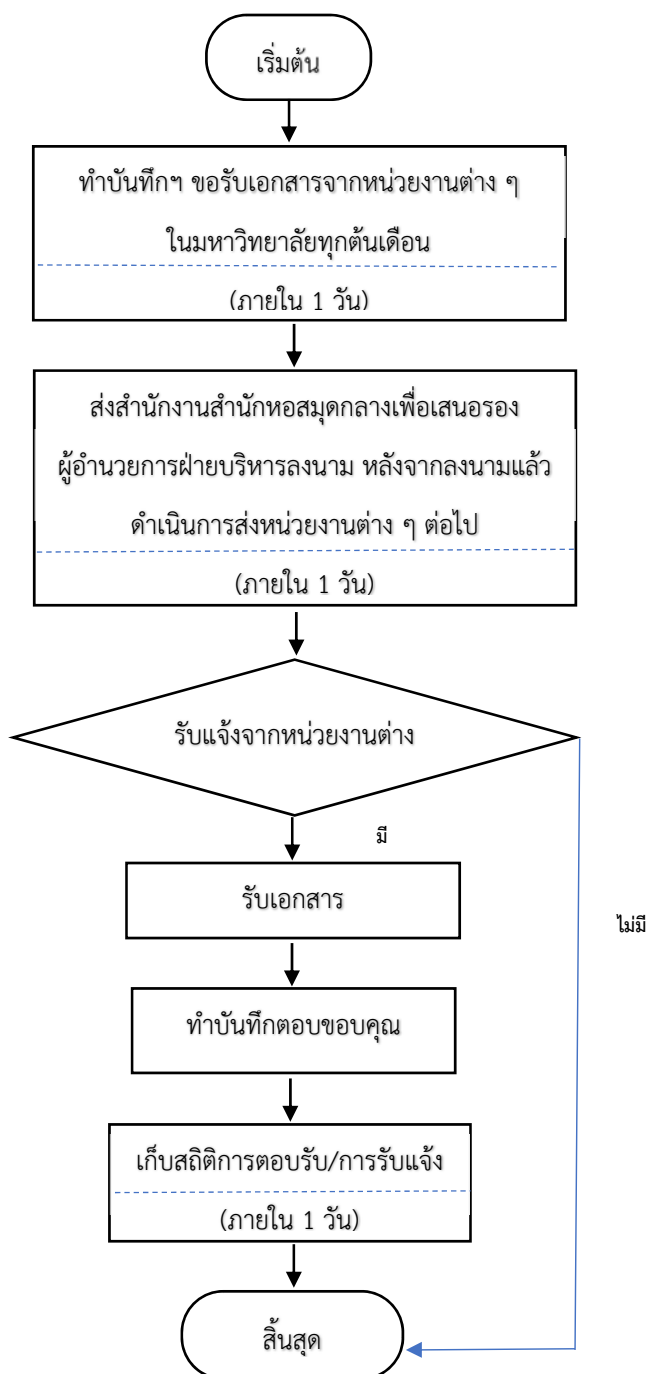 เริ่มต้น
ทำบันทึกฯ ขอรับเอกสารจากหน่วยงานต่าง ๆ
ในมหาวิทยาลัยทุกต้นเดือน
(ภายใน 1 วัน)
ส่งสำนักงานสำนักหอสมุดกลางเพื่อเสนอรอง
ผู้อำนวยการฝ่ายบริหารลงนาม หลังจากลงนามแล้ว
ดำเนินการส่งหน่วยงานต่าง ๆ ต่อไป
(ภายใน 1 วัน)
รับแจ้งจากหน่วยงานต่าง
มี
รับเอกสาร
ไม่มี
ทำบันทึกตอบขอบคุณ
เก็บสถิติการตอบรับ/การรับแจ้ง
(ภายใน 1 วัน)
สิ้นสุด